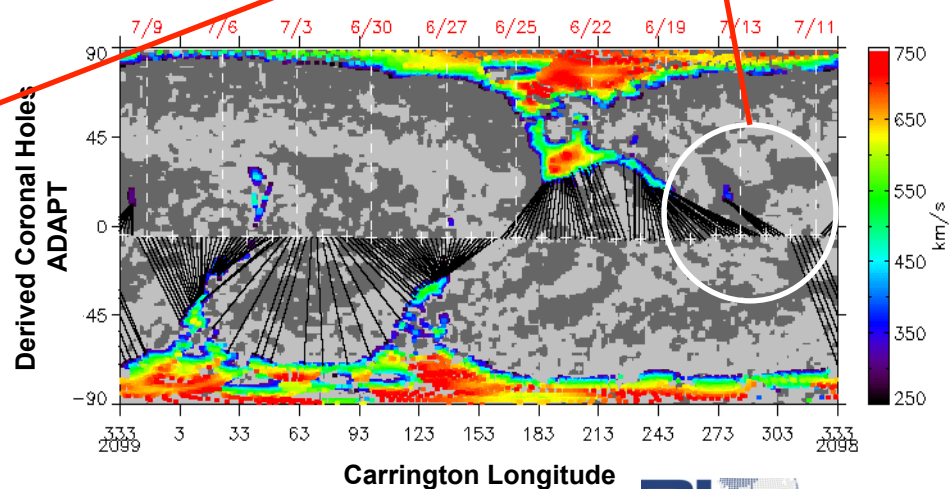 7/9 7/6 7/3 6/30 6/27 6/25 6/22 6/19 7/13 7/11
Derived Coronal Holes
ADAPT
90
45
0
−45
−90
750
650
550
450
350
250
km/s
333 3 33 63 93 123 153 183 213 243 273 303 333
2099 2098
Carrington Longitude